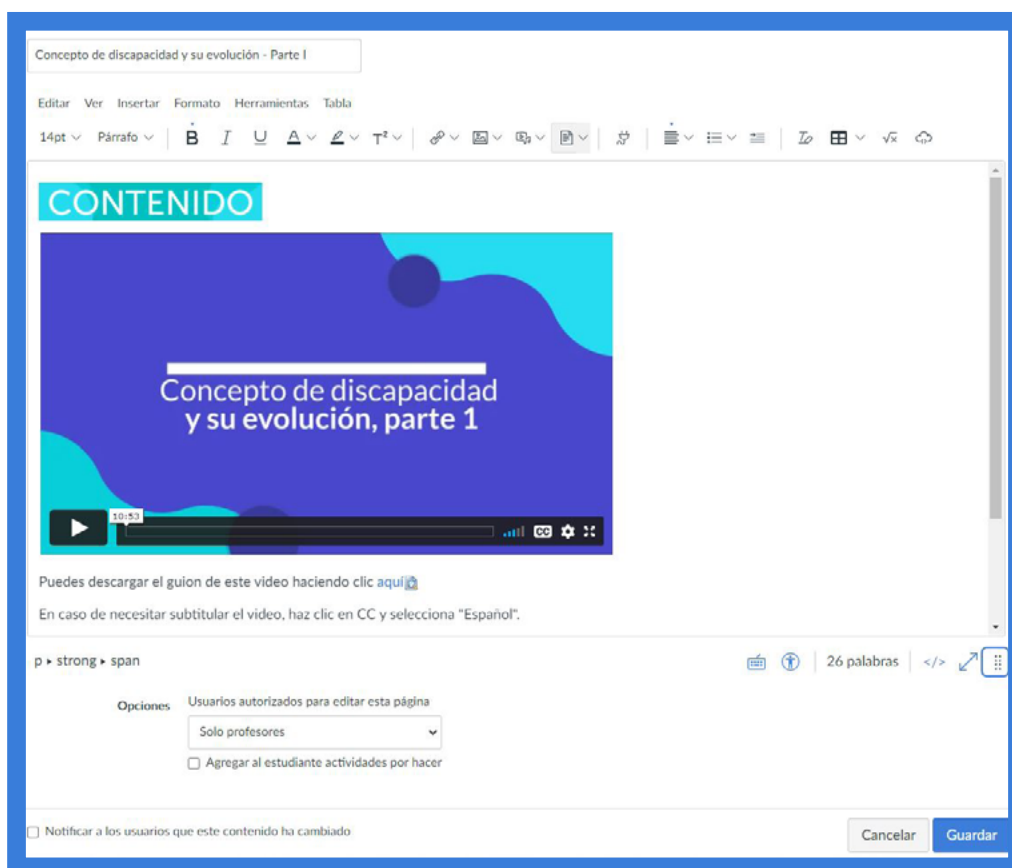 Concepto de discapacidad y su evolución - Parte I
Editar Ver Insertar Formato Herramientas Tabla
14pt Párrafo B I U A T² √x
CONTENIDO
Concepto de discapacidad
y su evolución, parte 1
10:53
CC
Puedes descargar el guion de este video haciendo clic aquí
En caso de necesitar subtitular el video, haz clic en CC y selecciona "Español".
p ▸ strong ▸ span 26 palabras </>
Opciones Usuarios autorizados para editar esta página
Solo profesores
Agregar al estudiante actividades por hacer
Notificar a los usuarios que este contenido ha cambiado
Cancelar Guardar